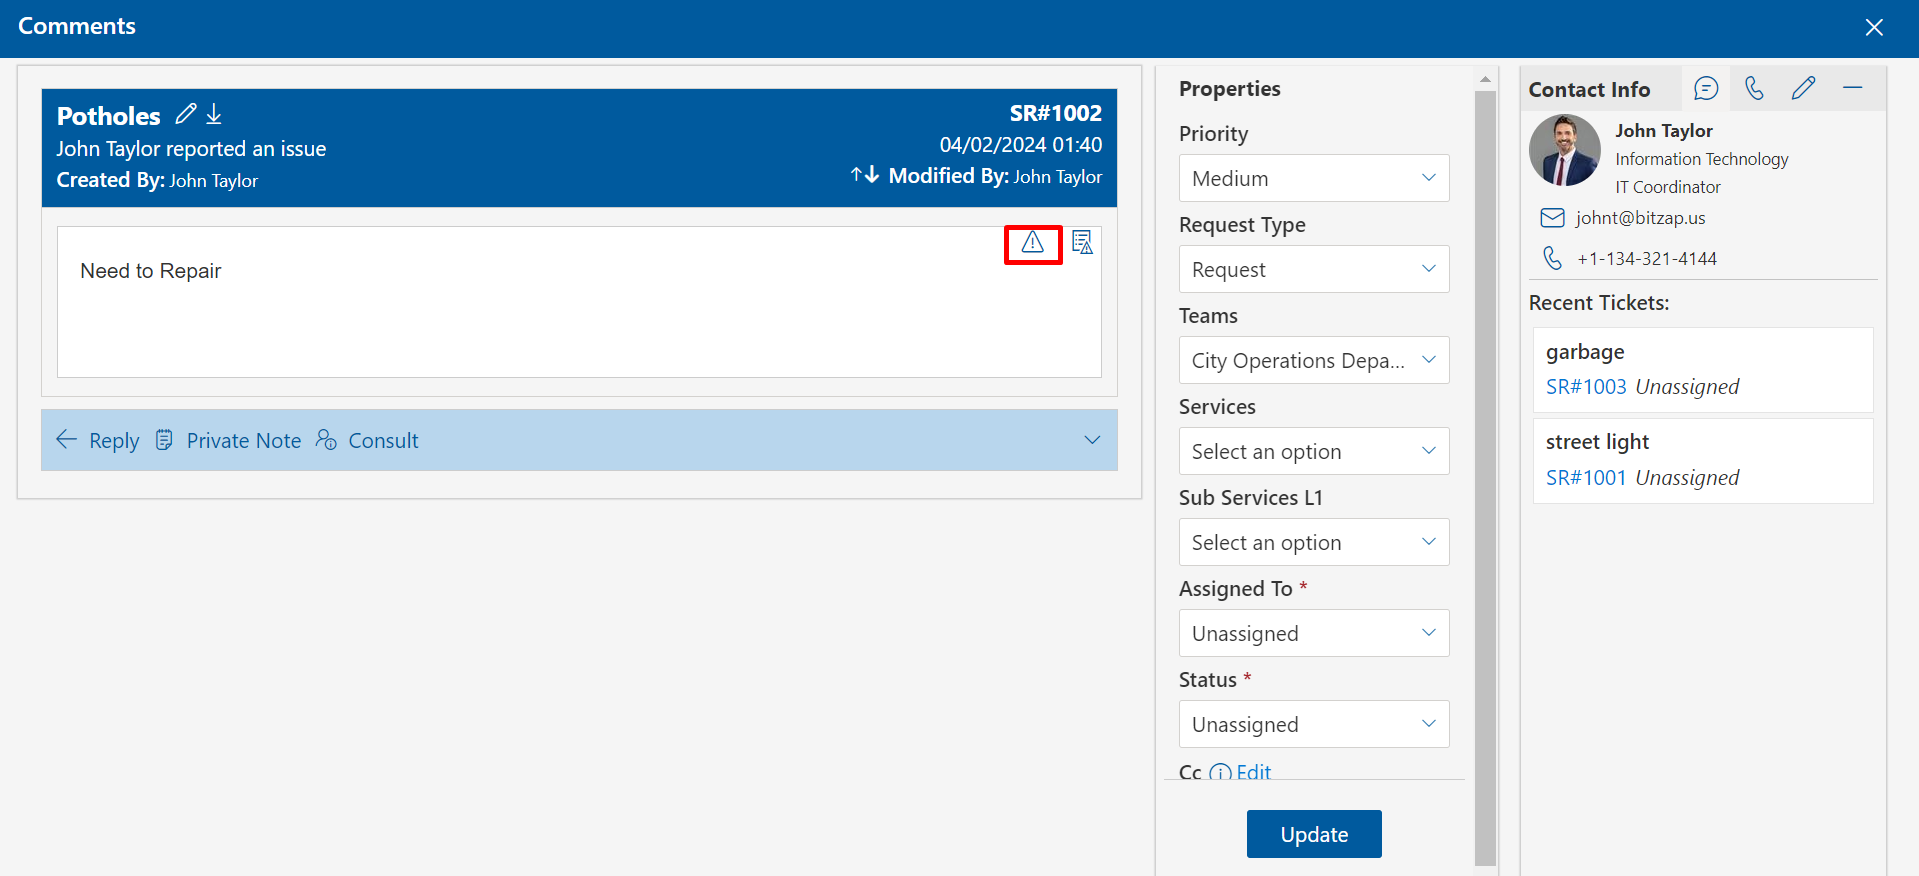 Comments
Potholes
SR#1002
John Taylor reported an issue
04/02/2024 01:40
Created By: John Taylor
Modified By: John Taylor
Need to Repair
Reply
Private Note
Consult
Properties
Priority
Medium
Request Type
Request
Teams
City Operations Depa...
Services
Select an option
Sub Services L1
Select an option
Assigned To *
Unassigned
Status *
Unassigned
Cc Edit
Update
Contact Info
John Taylor
Information Technology
IT Coordinator
johnt@bitzap.us
+1-134-321-4144
Recent Tickets:
garbage
SR#1003 Unassigned
street light
SR#1001 Unassigned